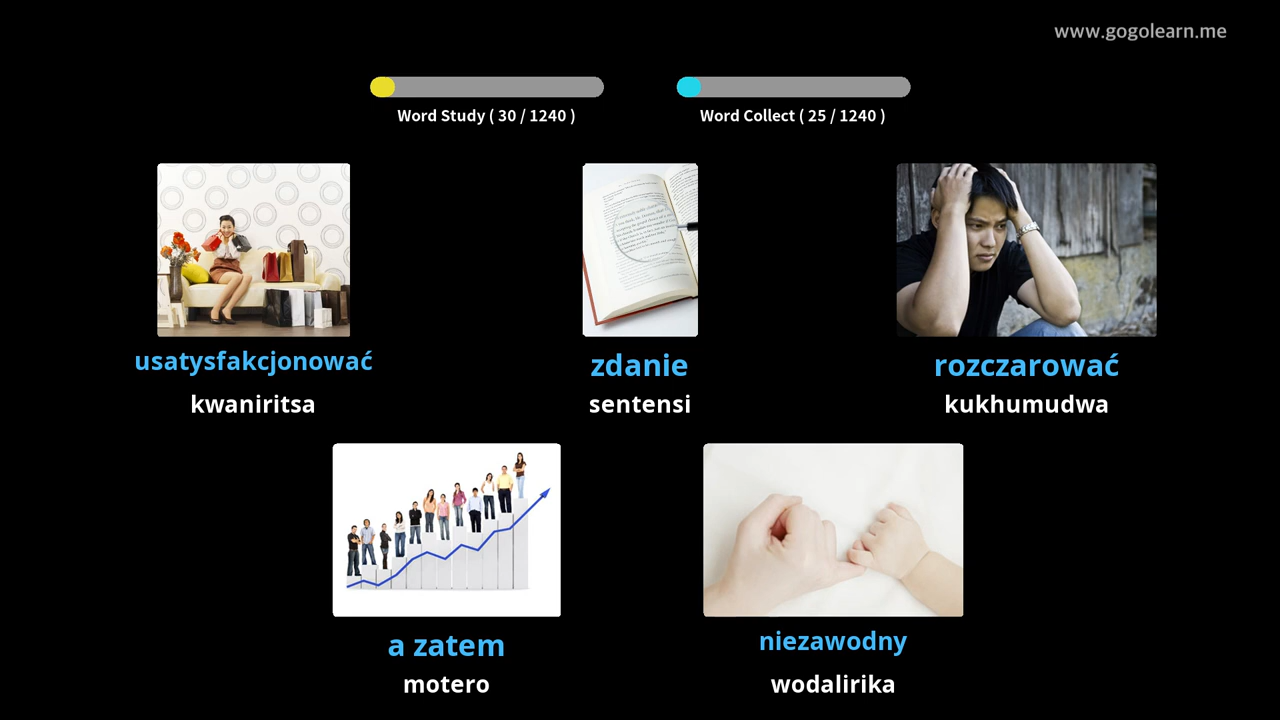 www.gogolearn.me
Word Study ( 30 / 1240 )
Word Collect ( 25 / 1240 )
usatysfakcjonować
kwaniritsa
zdanie
sentensi
rozczarować
kukhumudwa
a zatem
motero
niezawodny
wodalirika